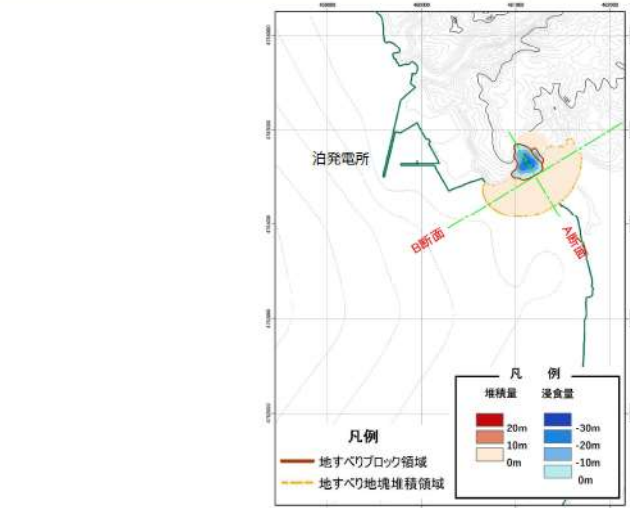 泊発電所
B断面
A断面
凡 例
堆積量 浸食量
20m
10m
0m
-30m
-20m
-10m
0m
凡例
地すべりブロック領域
地すべり地塊堆積領域